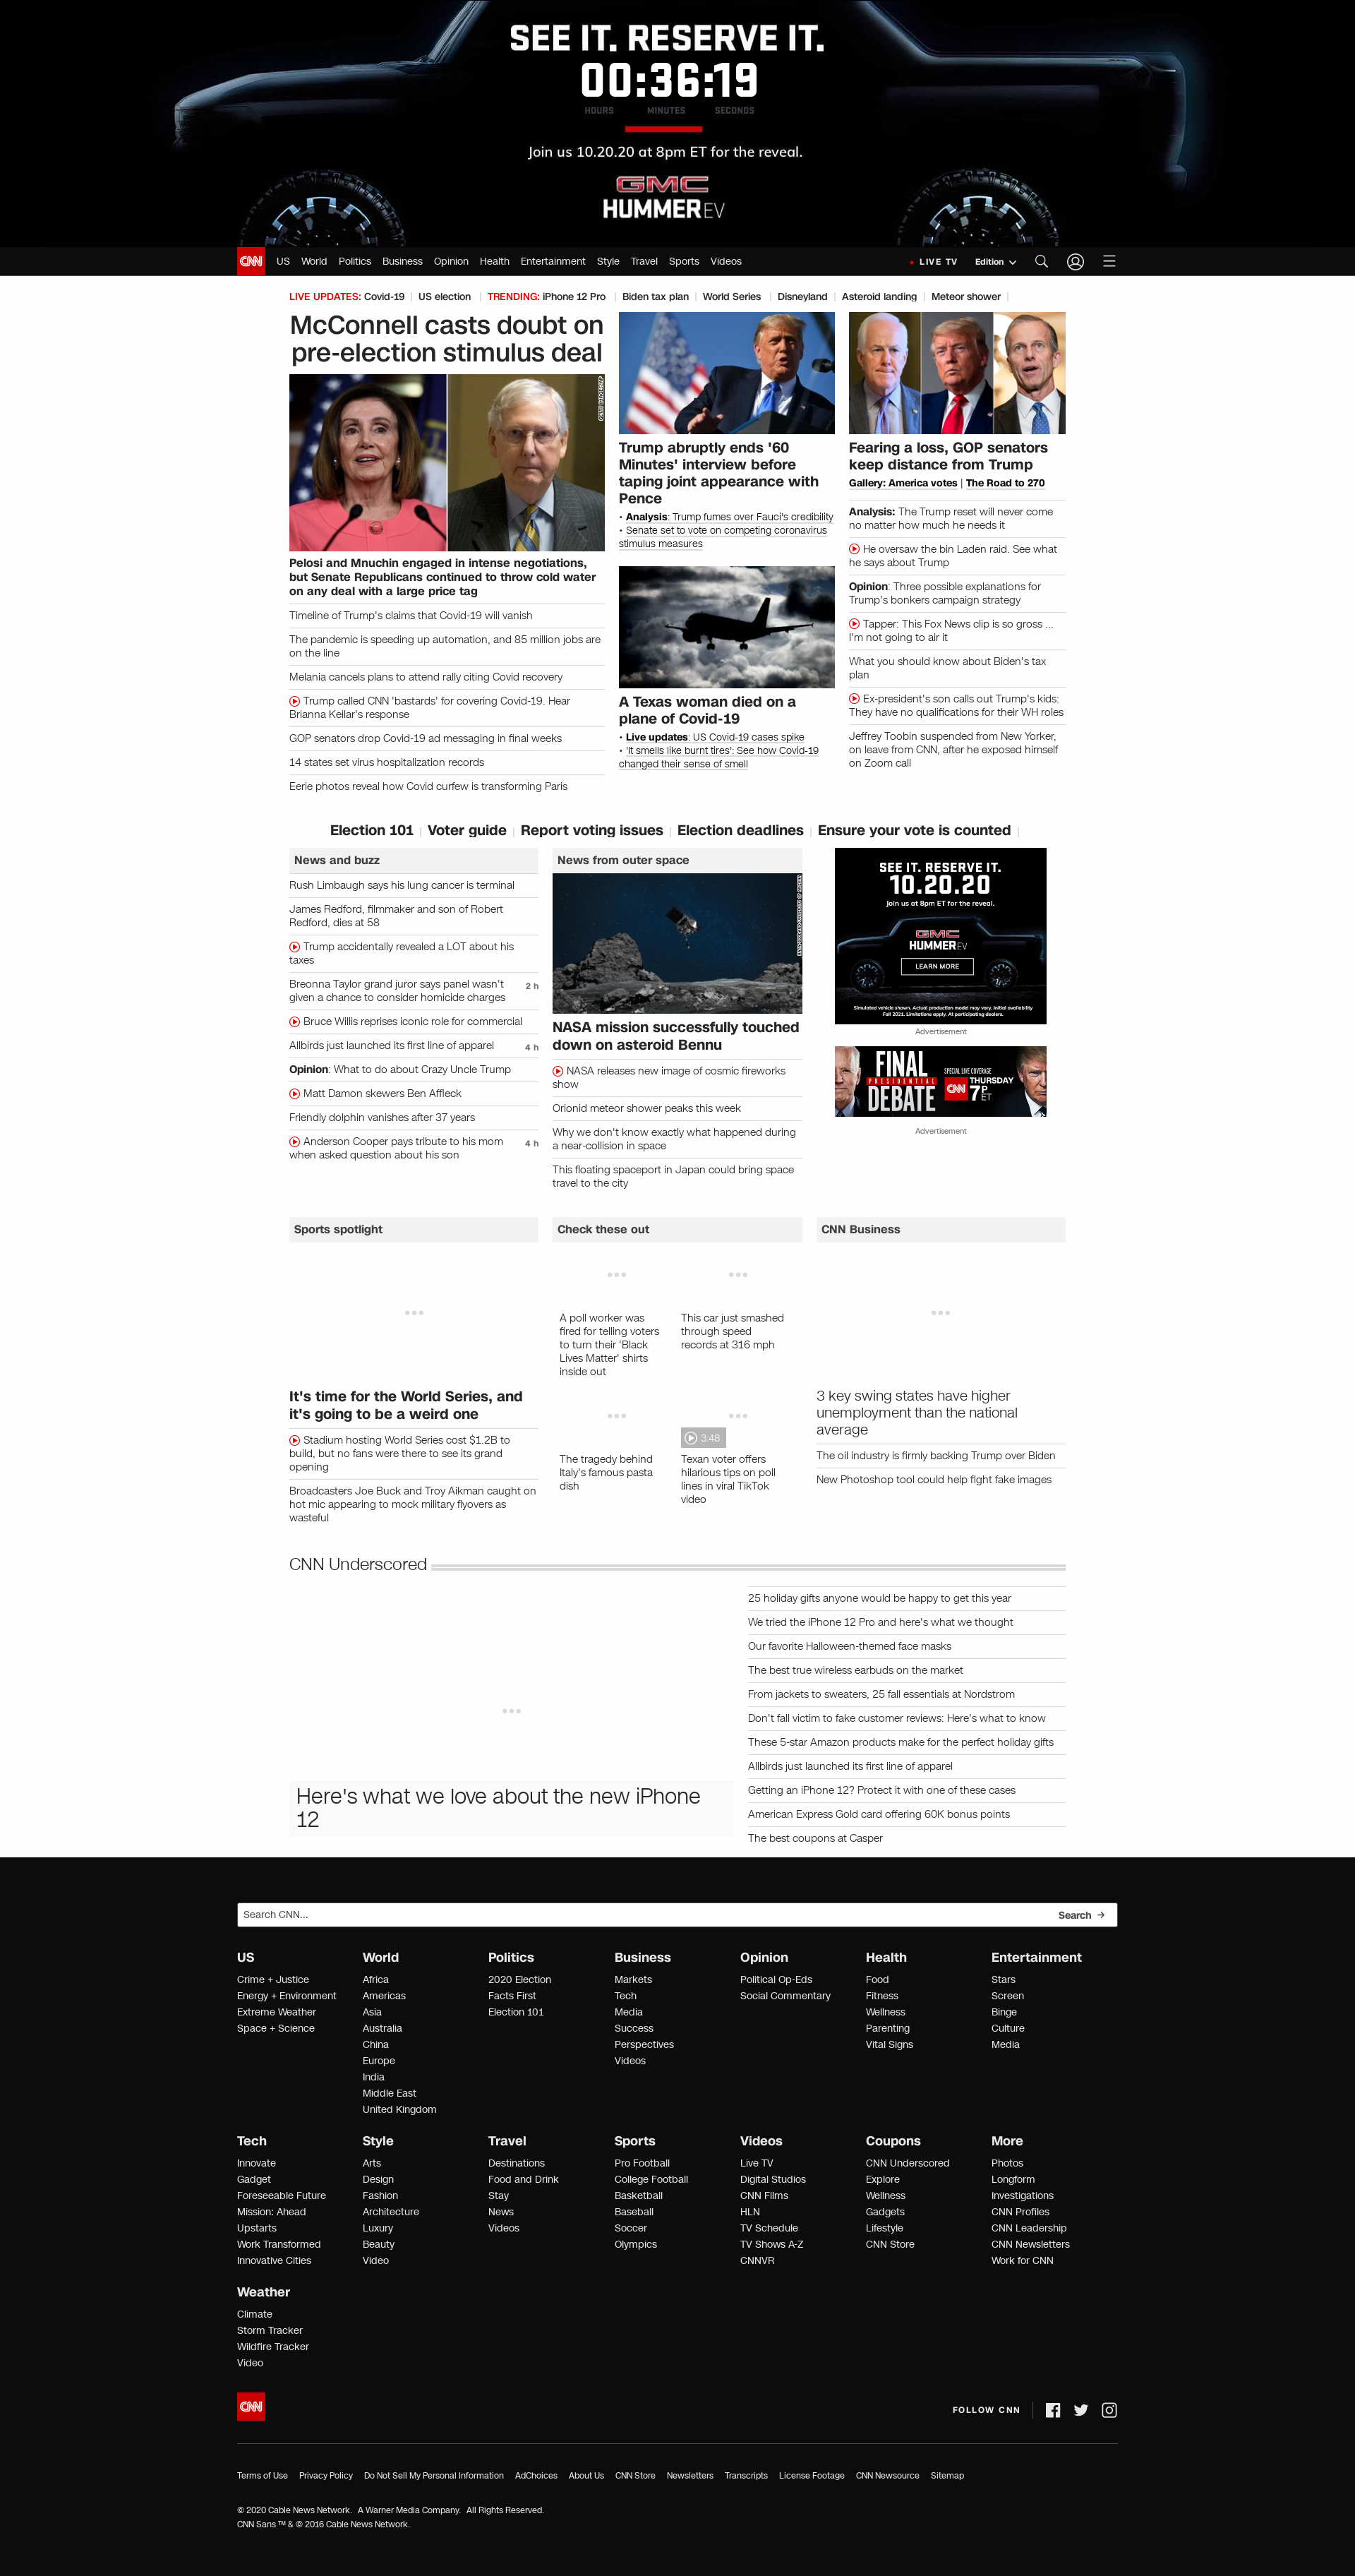 SEE IT. RESERVE IT.
00:36:19
HOURS MINUTES SECONDS
Join us 10.20.20 at 8pm ET for the reveal.
GMC
HUMMER EV
CNN US World Politics Business Opinion Health Entertainment Style Travel Sports Videos LIVE TV Edition
LIVE UPDATES: Covid-19 US election TRENDING: iPhone 12 Pro Biden tax plan World Series Disneyland Asteroid landing Meteor shower
McConnell casts doubt on
pre-election stimulus deal
Pelosi and Mnuchin engaged in intense negotiations,
but Senate Republicans continued to throw cold water
on any deal with a large price tag
Timeline of Trump's claims that Covid-19 will vanish
The pandemic is speeding up automation, and 85 million jobs are
on the line
Melania cancels plans to attend rally citing Covid recovery
Trump called CNN 'bastards' for covering Covid-19. Hear
Brianna Keilar's response
GOP senators drop Covid-19 ad messaging in final weeks
14 states set virus hospitalization records
Eerie photos reveal how Covid curfew is transforming Paris
Trump abruptly ends '60
Minutes' interview before
taping joint appearance with
Pence
• Analysis: Trump fumes over Fauci's credibility
• Senate set to vote on competing coronavirus
stimulus measures
A Texas woman died on a
plane of Covid-19
• Live updates: US Covid-19 cases spike
• 'It smells like burnt tires': See how Covid-19
changed their sense of smell
Fearing a loss, GOP senators
keep distance from Trump
Gallery: America votes | The Road to 270
Analysis: The Trump reset will never come
no matter how much he needs it
He oversaw the bin Laden raid. See what
he says about Trump
Opinion: Three possible explanations for
Trump's bonkers campaign strategy
Tapper: This Fox News clip is so gross ...
I'm not going to air it
What you should know about Biden's tax
plan
Ex-president's son calls out Trump's kids:
They have no qualifications for their WH roles
Jeffrey Toobin suspended from New Yorker,
on leave from CNN, after he exposed himself
on Zoom call
Election 101 Voter guide Report voting issues Election deadlines Ensure your vote is counted
News and buzz
Rush Limbaugh says his lung cancer is terminal
James Redford, filmmaker and son of Robert
Redford, dies at 58
Trump accidentally revealed a LOT about his
taxes
Breonna Taylor grand juror says panel wasn't 2 h
given a chance to consider homicide charges
Bruce Willis reprises iconic role for commercial
Allbirds just launched its first line of apparel 4 h
Opinion: What to do about Crazy Uncle Trump
Matt Damon skewers Ben Affleck
Friendly dolphin vanishes after 37 years
Anderson Cooper pays tribute to his mom 4 h
when asked question about his son
News from outer space
NASA mission successfully touched
down on asteroid Bennu
NASA releases new image of cosmic fireworks
show
Orionid meteor shower peaks this week
Why we don't know exactly what happened during
a near-collision in space
This floating spaceport in Japan could bring space
travel to the city
SEE IT. RESERVE IT.
10.20.20
Join us at 8pm ET for the reveal.
GMC
HUMMER EV
LEARN MORE
Simulated vehicle shown. Actual production model may vary. Initial availability
Fall 2021. Limitations apply. At participating dealers.
Advertisement
FINAL
PRESIDENTIAL
DEBATE
SPECIAL LIVE COVERAGE
CNN THURSDAY
7P ET
Advertisement
Sports spotlight
It's time for the World Series, and
it's going to be a weird one
Stadium hosting World Series cost $1.2B to
build, but no fans were there to see its grand
opening
Broadcasters Joe Buck and Troy Aikman caught on
hot mic appearing to mock military flyovers as
wasteful
Check these out
A poll worker was
fired for telling voters
to turn their 'Black
Lives Matter' shirts
inside out
This car just smashed
through speed
records at 316 mph
The tragedy behind
Italy's famous pasta
dish
3:48
Texan voter offers
hilarious tips on poll
lines in viral TikTok
video
CNN Business
3 key swing states have higher
unemployment than the national
average
The oil industry is firmly backing Trump over Biden
New Photoshop tool could help fight fake images
CNN Underscored
Here's what we love about the new iPhone
12
25 holiday gifts anyone would be happy to get this year
We tried the iPhone 12 Pro and here's what we thought
Our favorite Halloween-themed face masks
The best true wireless earbuds on the market
From jackets to sweaters, 25 fall essentials at Nordstrom
Don't fall victim to fake customer reviews: Here's what to know
These 5-star Amazon products make for the perfect holiday gifts
Allbirds just launched its first line of apparel
Getting an iPhone 12? Protect it with one of these cases
American Express Gold card offering 60K bonus points
The best coupons at Casper
Search CNN... Search →
US
Crime + Justice
Energy + Environment
Extreme Weather
Space + Science
World
Africa
Americas
Asia
Australia
China
Europe
India
Middle East
United Kingdom
Politics
2020 Election
Facts First
Election 101
Business
Markets
Tech
Media
Success
Perspectives
Videos
Opinion
Political Op-Eds
Social Commentary
Health
Food
Fitness
Wellness
Parenting
Vital Signs
Entertainment
Stars
Screen
Binge
Culture
Media
Tech
Innovate
Gadget
Foreseeable Future
Mission: Ahead
Upstarts
Work Transformed
Innovative Cities
Style
Arts
Design
Fashion
Architecture
Luxury
Beauty
Video
Travel
Destinations
Food and Drink
Stay
News
Videos
Sports
Pro Football
College Football
Basketball
Baseball
Soccer
Olympics
Videos
Live TV
Digital Studios
CNN Films
HLN
TV Schedule
TV Shows A-Z
CNNVR
Coupons
CNN Underscored
Explore
Wellness
Gadgets
Lifestyle
CNN Store
More
Photos
Longform
Investigations
CNN Profiles
CNN Leadership
CNN Newsletters
Work for CNN
Weather
Climate
Storm Tracker
Wildfire Tracker
Video
CNN
FOLLOW CNN
Terms of Use Privacy Policy Do Not Sell My Personal Information AdChoices About Us CNN Store Newsletters Transcripts License Footage CNN Newsource Sitemap
© 2020 Cable News Network. A Warner Media Company. All Rights Reserved.
CNN Sans ™ & © 2016 Cable News Network.